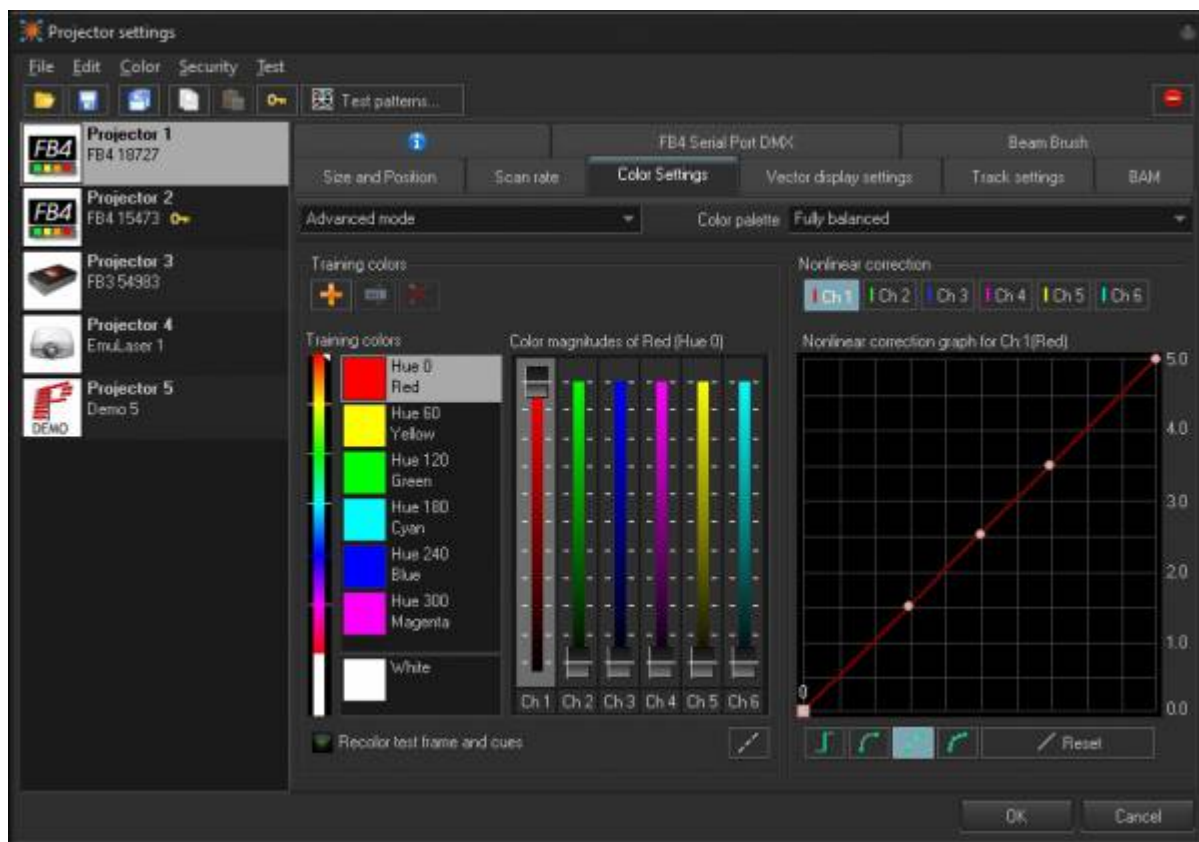 Projector settings
File Edit Color Security Test
Test patterns...
FB4
Projector 1
FB4 18727
FB4
Projector 2
FB4 15473
Projector 3
FB3 54983
Projector 4
EmuLaser 1
DEMO
Projector 5
Demo 5
FB4 Serial Port DMX Beam Brush
Size and Position Scan rate Color Settings Vector display settings Track settings BAM
Advanced mode Color palette Fully balanced
Training colors
Training colors
Hue 0
Red
Hue 60
Yellow
Hue 120
Green
Hue 180
Cyan
Hue 240
Blue
Hue 300
Magenta
White
Color magnitudes of Red (Hue 0)
Ch 1 Ch 2 Ch 3 Ch 4 Ch 5 Ch 6
Recolor test frame and cues
Nonlinear correction
Ch 1 Ch 2 Ch 3 Ch 4 Ch 5 Ch 6
Nonlinear correction graph for Ch 1(Red)
5.0
4.0
3.0
2.0
1.0
0
0.0
Reset
OK Cancel